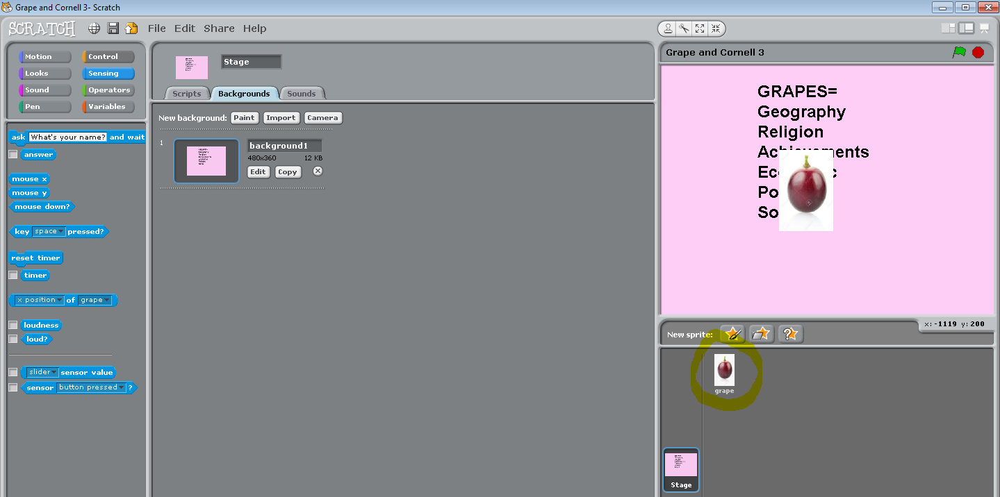 Grape and Cornell 3- Scratch
SCRATCH File Edit Share Help
Motion Control
Looks Sensing
Sound Operators
Pen Variables
ask What's your name? and wait
answer
mouse x
mouse y
mouse down?
key space pressed?
reset timer
timer
x position of grape
loudness
loud?
slider sensor value
sensor button pressed ?
Stage
Scripts Backgrounds Sounds
New background: Paint Import Camera
1
background1
480x360 12 KB
Edit Copy
Grape and Cornell 3
GRAPES=
Geography
Religion
Ac ents
Ec c
Po
So
x: -1119 y: 200
New sprite:
grape
Stage